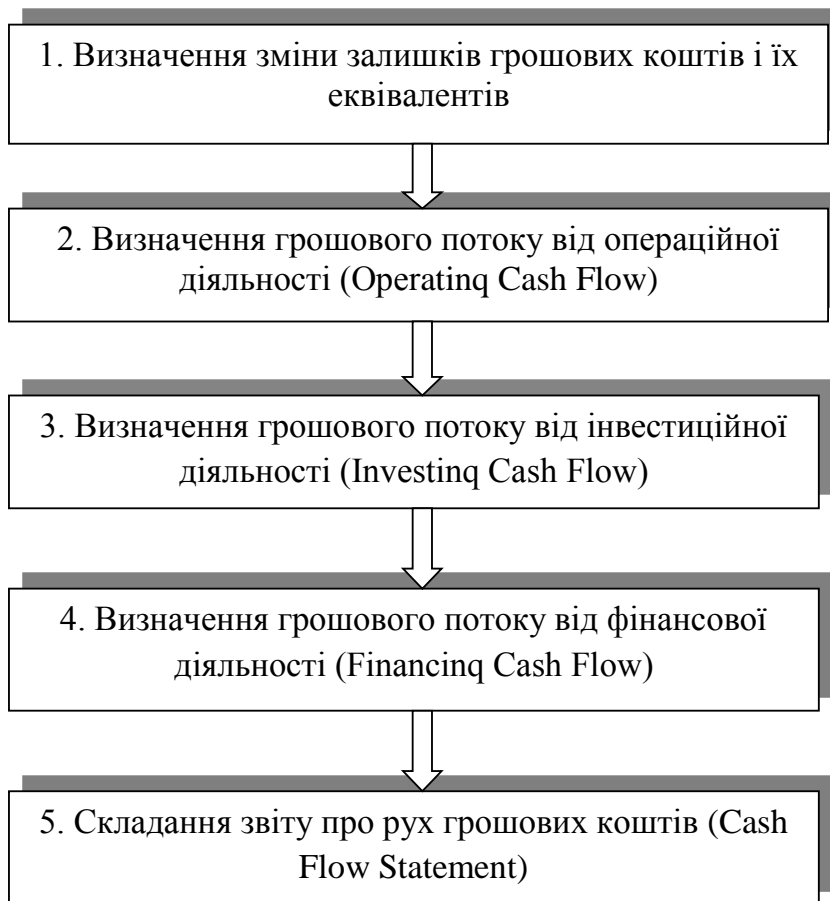 1. Визначення зміни залишків грошових коштів і їх
еквівалентів
2. Визначення грошового потоку від операційної
діяльності (Operatinq Cash Flow)
3. Визначення грошового потоку від інвестиційної
діяльності (Investinq Cash Flow)
4. Визначення грошового потоку від фінансової
діяльності (Financinq Cash Flow)
5. Складання звіту про рух грошових коштів (Cash
Flow Statement)